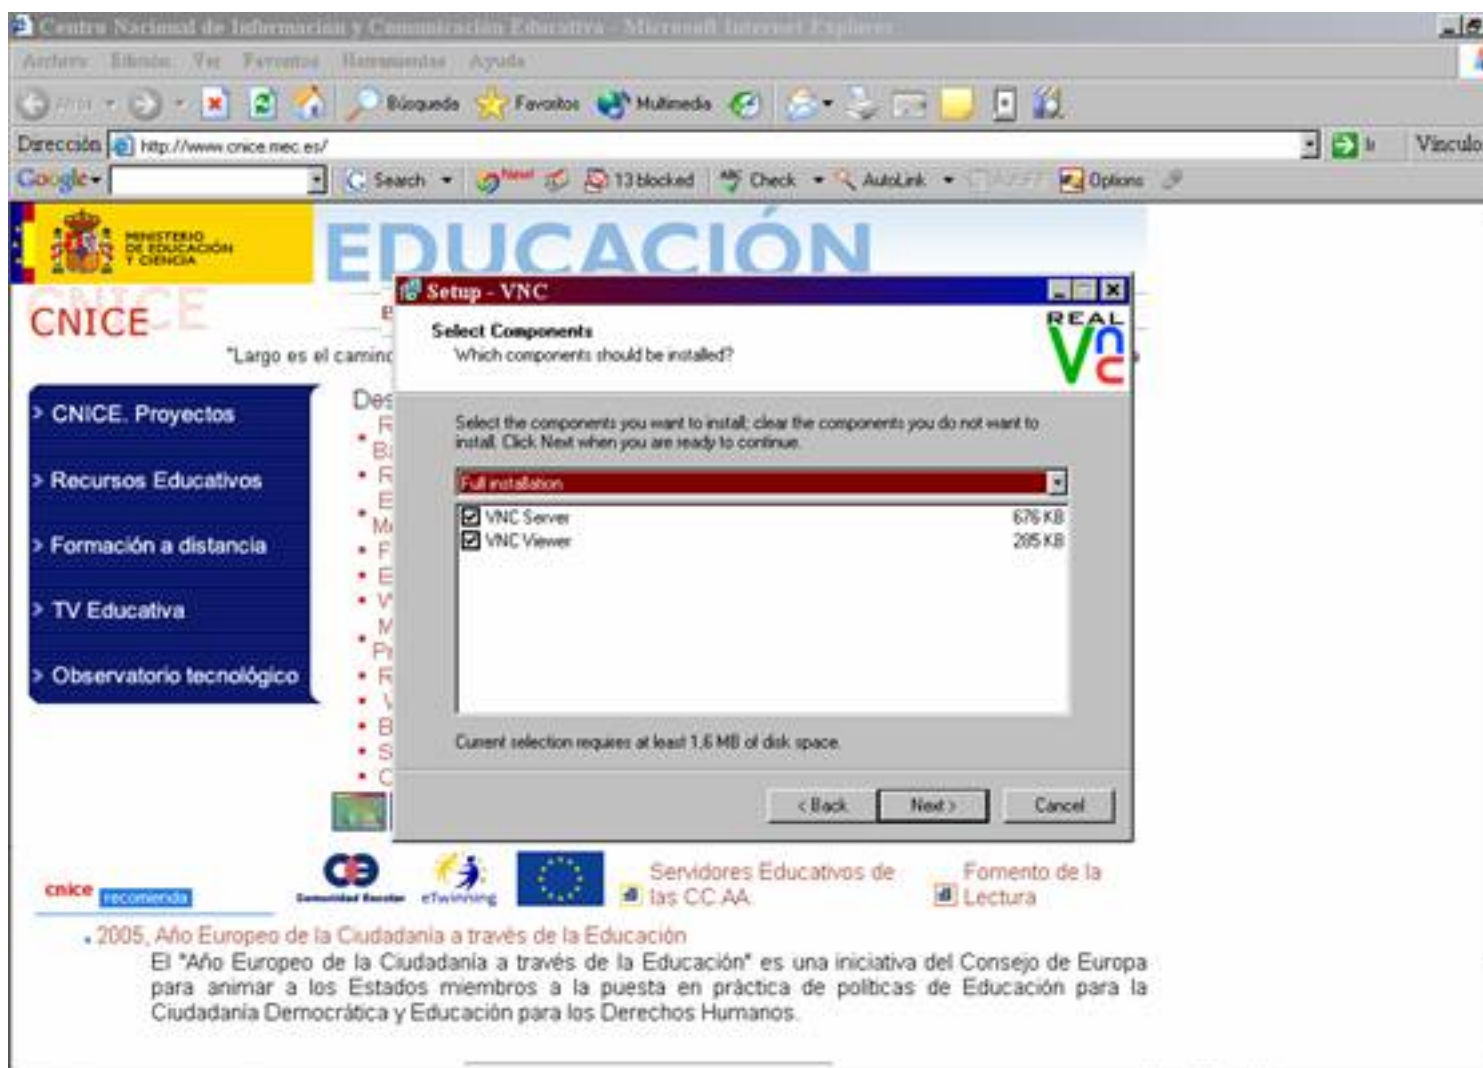 Centro Nacional de Información y Comunicación Educativa - Microsoft Internet Explorer
Archivo Edición Ver Favoritos Herramientas Ayuda
Búsqueda Favoritos Multimedia
Dirección http://www.cnice.mec.es/ Ir Vínculo
Google Search New! 13 blocked Check AutoLink Options
MINISTERIO
DE EDUCACIÓN
Y CIENCIA
EDUCACIÓN
CNICE
"Largo es el camino
> CNICE. Proyectos
> Recursos Educativos
> Formación a distancia
> TV Educativa
> Observatorio tecnológico
Des
Setup - VNC
Select Components
Which components should be installed?
REAL
Vnc
Select the components you want to install; clear the components you do not want to
install. Click Next when you are ready to continue.
Full installation
VNC Server 676 KB
VNC Viewer 285 KB
Current selection requires at least 1,6 MB of disk space.
< Back Next > Cancel
cnice recomienda
Comunidad Escolar
eTwinning
Servidores Educativos de
las CC.AA.
Fomento de la
Lectura
2005, Año Europeo de la Ciudadanía a través de la Educación
El "Año Europeo de la Ciudadanía a través de la Educación" es una iniciativa del Consejo de Europa
para animar a los Estados miembros a la puesta en práctica de políticas de Educación para la
Ciudadanía Democrática y Educación para los Derechos Humanos.